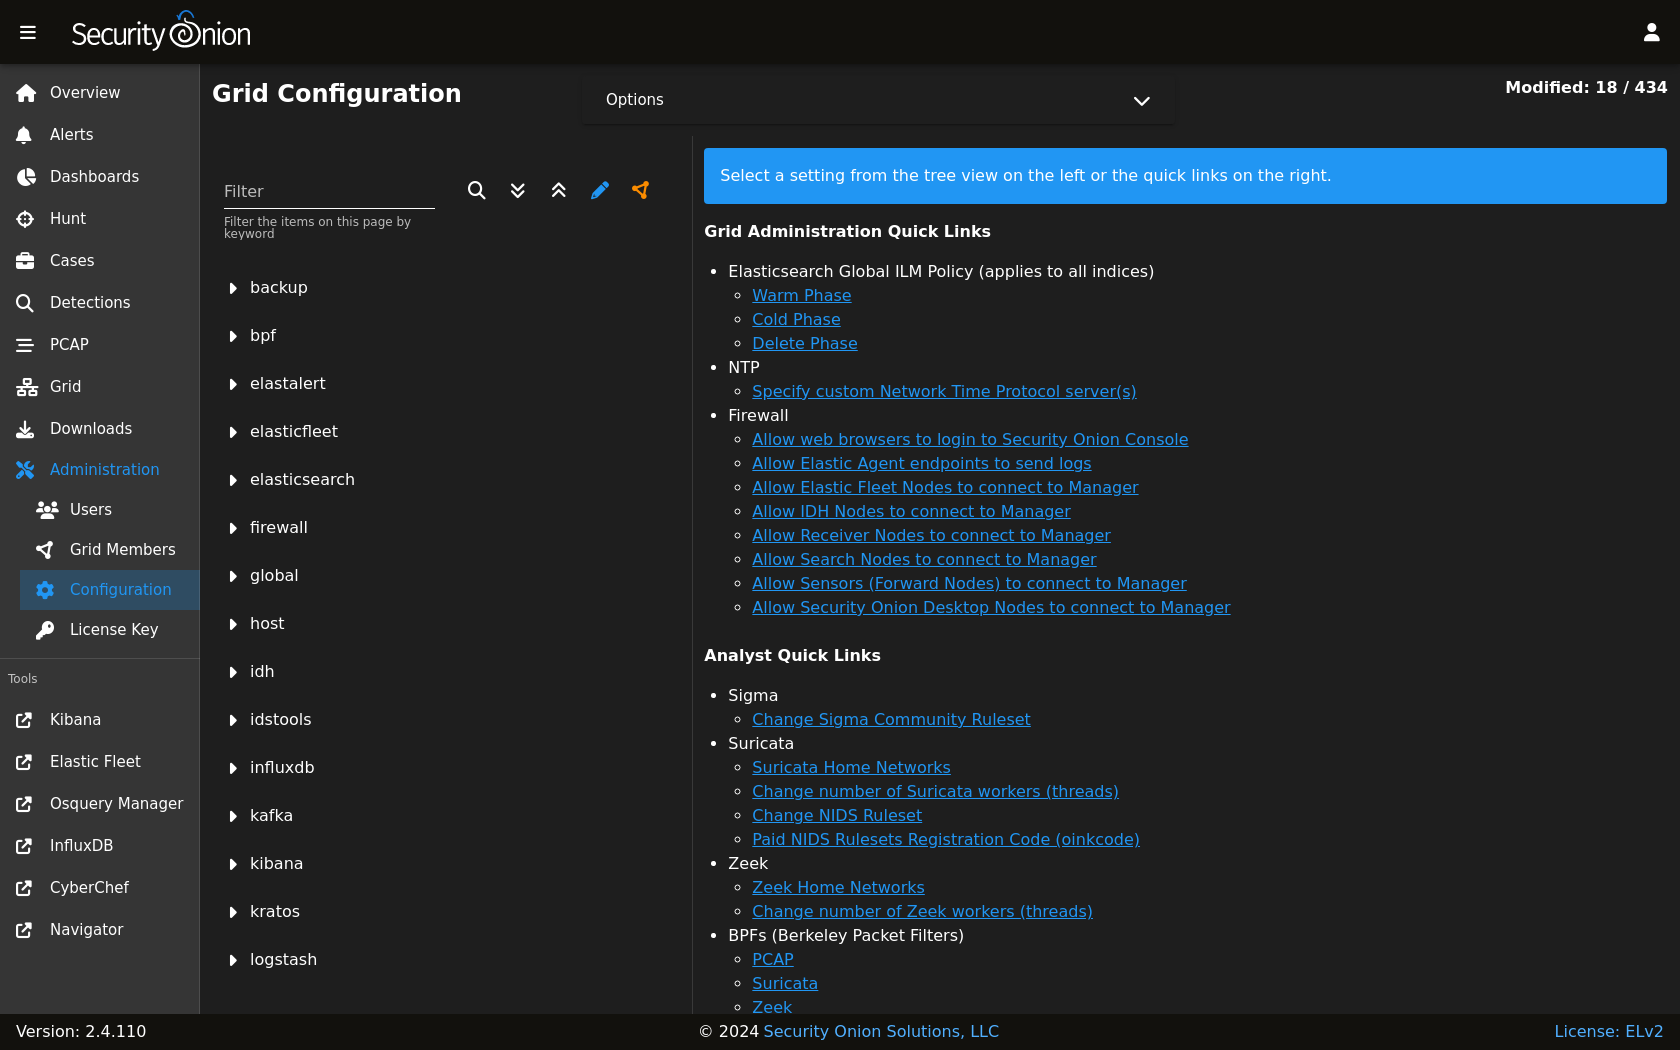 Security Onion
Overview
Alerts
Dashboards
Hunt
Cases
Detections
PCAP
Grid
Downloads
Administration
Users
Grid Members
Configuration
License Key
Tools
Kibana
Elastic Fleet
Osquery Manager
InfluxDB
CyberChef
Navigator
Grid Configuration
Options
Modified: 18 / 434
Filter
Filter the items on this page by
keyword
backup
bpf
elastalert
elasticfleet
elasticsearch
firewall
global
host
idh
idstools
influxdb
kafka
kibana
kratos
logstash
Select a setting from the tree view on the left or the quick links on the right.
Grid Administration Quick Links
Elasticsearch Global ILM Policy (applies to all indices)
Warm Phase
Cold Phase
Delete Phase
NTP
Specify custom Network Time Protocol server(s)
Firewall
Allow web browsers to login to Security Onion Console
Allow Elastic Agent endpoints to send logs
Allow Elastic Fleet Nodes to connect to Manager
Allow IDH Nodes to connect to Manager
Allow Receiver Nodes to connect to Manager
Allow Search Nodes to connect to Manager
Allow Sensors (Forward Nodes) to connect to Manager
Allow Security Onion Desktop Nodes to connect to Manager
Analyst Quick Links
Sigma
Change Sigma Community Ruleset
Suricata
Suricata Home Networks
Change number of Suricata workers (threads)
Change NIDS Ruleset
Paid NIDS Rulesets Registration Code (oinkcode)
Zeek
Zeek Home Networks
Change number of Zeek workers (threads)
BPFs (Berkeley Packet Filters)
PCAP
Suricata
Zeek
Version: 2.4.110
© 2024 Security Onion Solutions, LLC
License: ELv2